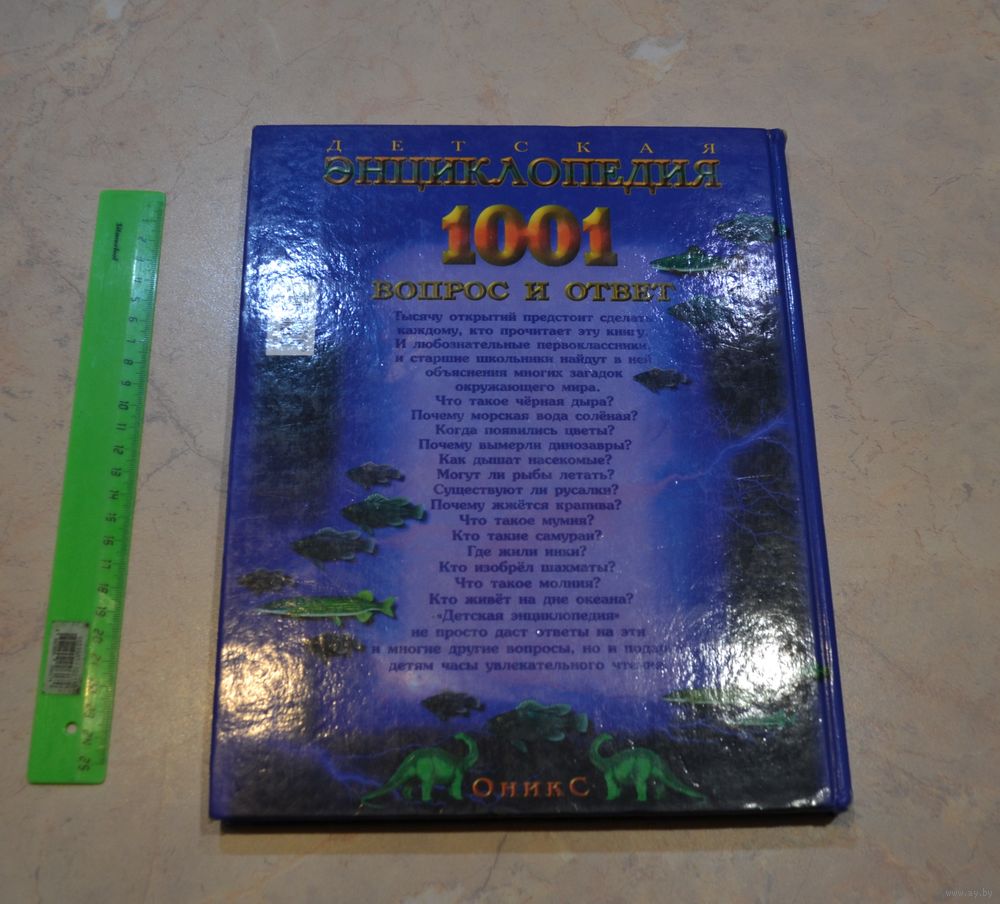 ДЕТСКАЯ
ЭНЦИКЛОПЕДИЯ
1001
ВОПРОС И ОТВЕТ
Тысячу открытий предстоит сделать
каждому, кто прочитает эту книгу.
И любознательные первоклассники,
и старшие школьники найдут в ней
объяснения многих загадок
окружающего мира.
Что такое чёрная дыра?
Почему морская вода солёная?
Когда появились цветы?
Почему вымерли динозавры?
Как дышат насекомые?
Могут ли рыбы летать?
Существуют ли русалки?
Почему жжётся крапива?
Что такое мумия?
Кто такие самураи?
Где жили инки?
Кто изобрёл шахматы?
Что такое молния?
Кто живёт на дне океана?
«Детская энциклопедия»
не просто даст ответы на эти
и многие другие вопросы, но и
детям часы увлекательного
ОНИКС
www.ay.by